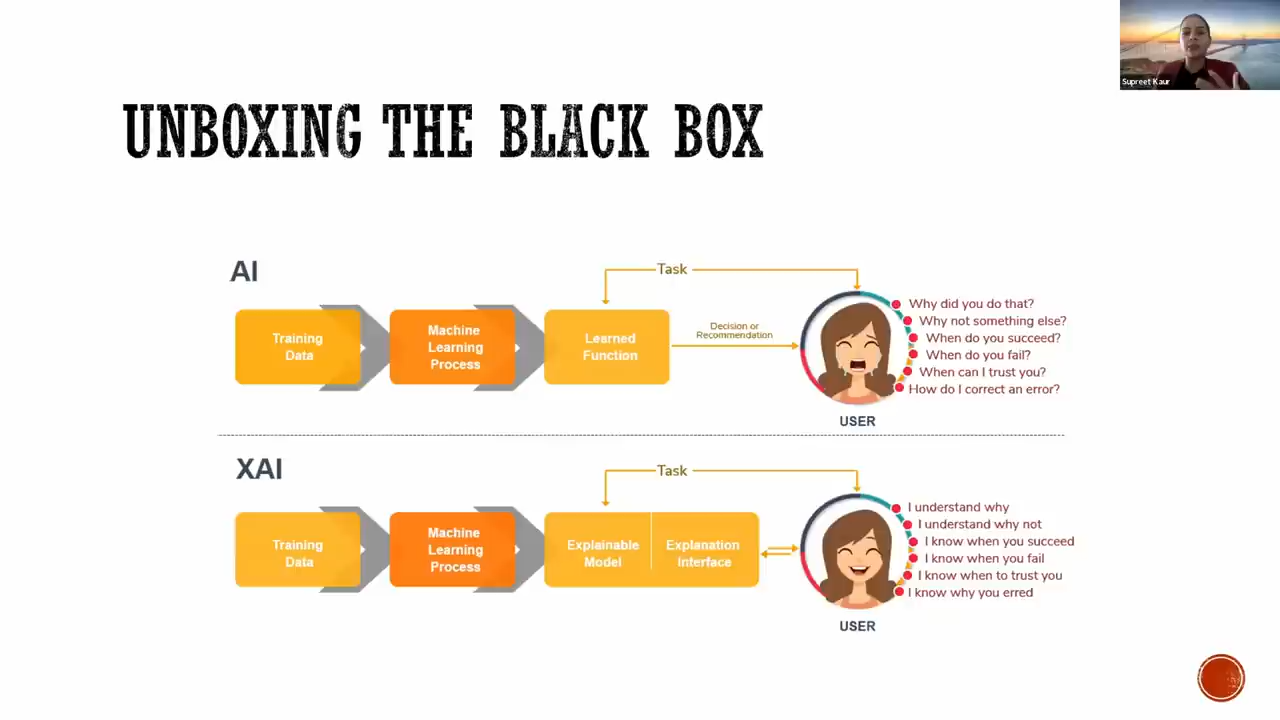 Supreet Kaur
UNBOXING THE BLACK BOX
AI
Task
Training
Data
Machine
Learning
Process
Learned
Function
Decision or
Recommendation
Why did you do that?
Why not something else?
When do you succeed?
When do you fail?
When can I trust you?
How do I correct an error?
USER
XAI
Task
Training
Data
Machine
Learning
Process
Explainable
Model
Explanation
Interface
I understand why
I understand why not
I know when you succeed
I know when you fail
I know when to trust you
I know why you erred
USER